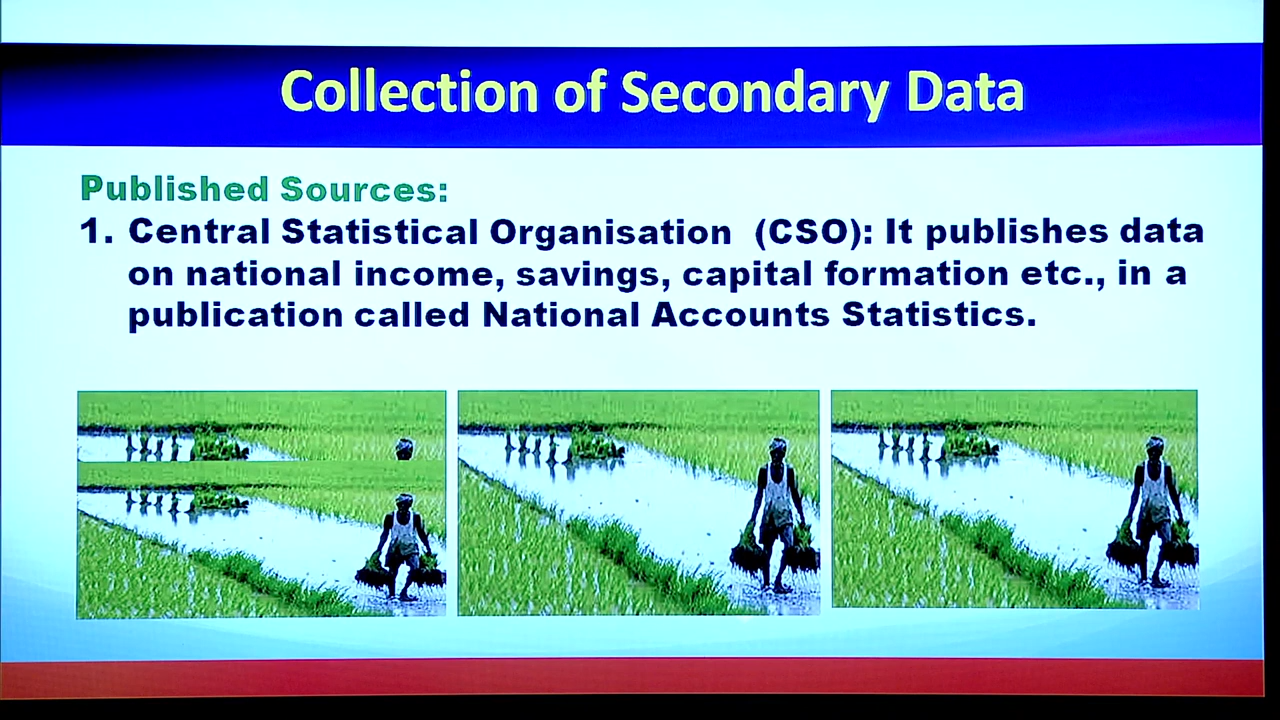 Collection of Secondary Data
Published Sources:
1. Central Statistical Organisation (CSO): It publishes data
on national income, savings, capital formation etc., in a
publication called National Accounts Statistics.